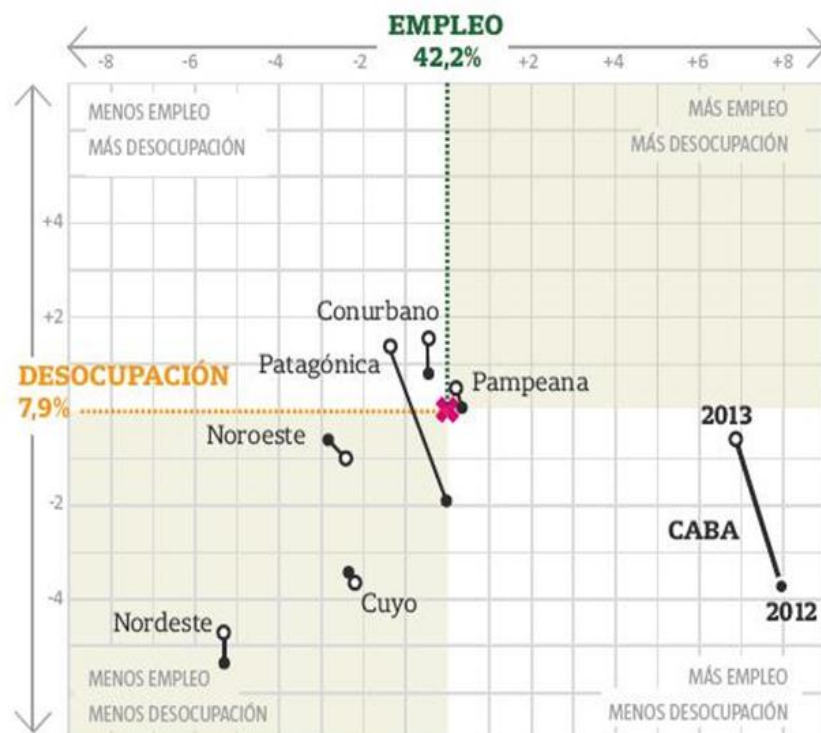 EMPLEO
42,2%
-8 -6 -4 -2 +2 +4 +6 +8
MENOS EMPLEO
MÁS DESOCUPACIÓN
MÁS EMPLEO
MÁS DESOCUPACIÓN
+4
+2
Conurbano
Patagónica
Pampeana
DESOCUPACIÓN
7,9%
Noroeste
2013
-2
CABA
-4
Cuyo
2012
Nordeste
MENOS EMPLEO
MENOS DESOCUPACIÓN
MÁS EMPLEO
MENOS DESOCUPACIÓN